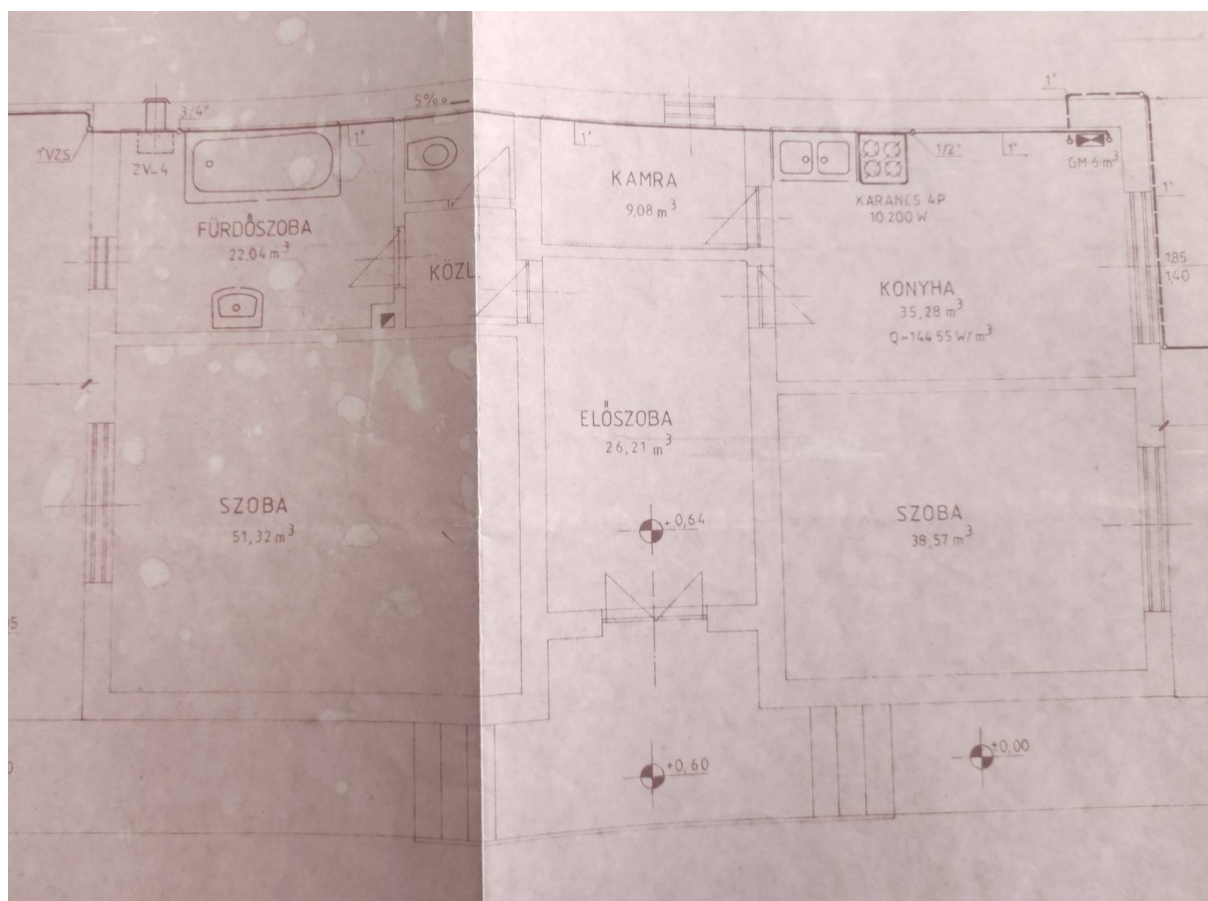 1"
5‰
3/4"
1"
1"
1"VZS
ZV-4
1/2"
1"
GM-6 m³
KAMRA
9,08 m³
KARANCS 4P
10 200 W
1"
FÜRDŐSZOBA
22,04 m³
KÖZL.
1,85
1,40
KONYHA
35,28 m³
Q=144.55 W/m³
ELŐSZOBA
26,21 m³
SZOBA
51,32 m³
+0,64
SZOBA
38,57 m³
+0,60
±0,00